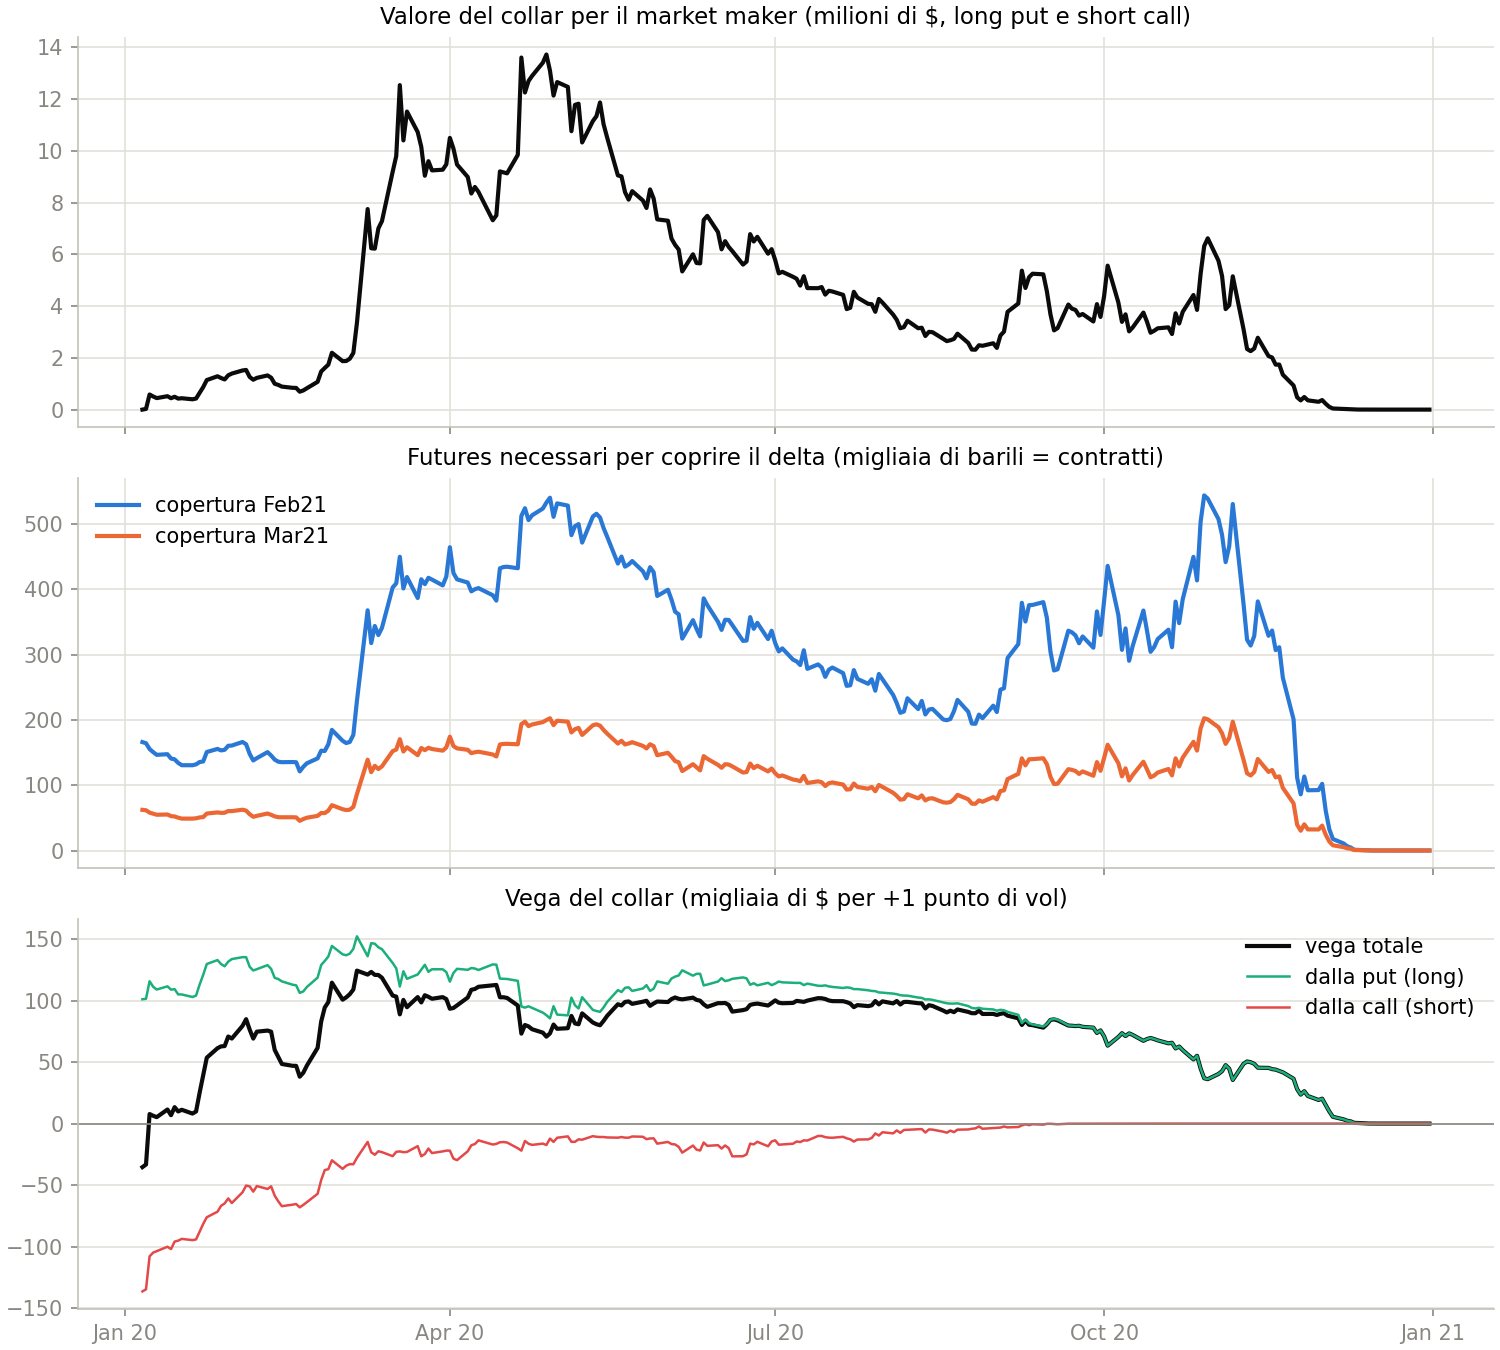 Valore del collar per il market maker (milioni di $, long put e short call)
14
12
10
8
6
4
2
0
Futures necessari per coprire il delta (migliaia di barili = contratti)
copertura Feb21
copertura Mar21
500
400
300
200
100
0
Vega del collar (migliaia di $ per +1 punto di vol)
vega totale
dalla put (long)
dalla call (short)
150
100
50
0
−50
−100
−150
Jan 20
Apr 20
Jul 20
Oct 20
Jan 21